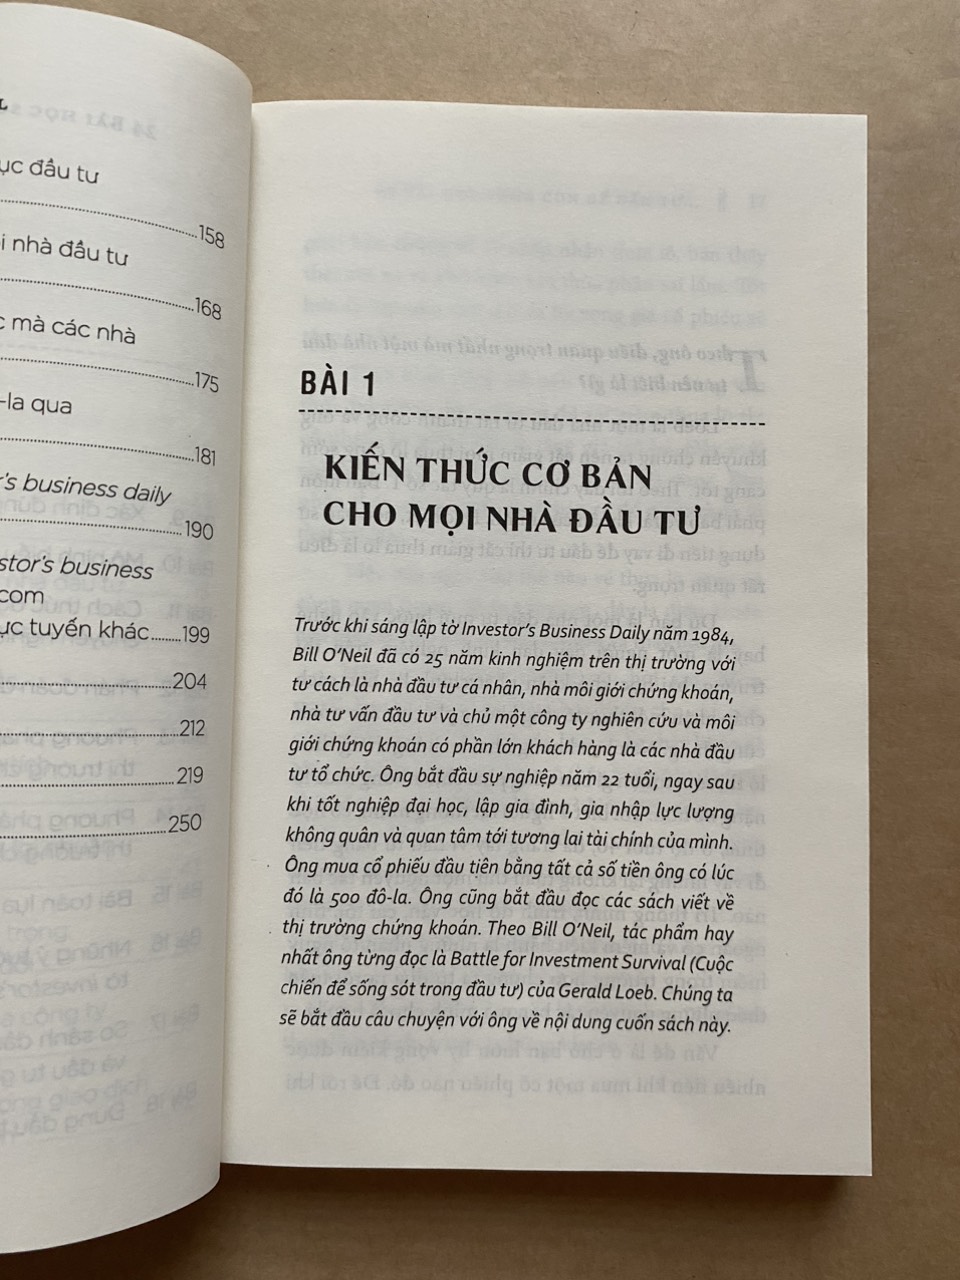 ục đầu tư
158
i nhà đầu tư
168
c mà các nhà
175
-la qua
181
r's business daily
190
stor's business
com
ực tuyến khác.........199
204
212
219
250
BÀI 1
KIẾN THỨC CƠ BẢN
CHO MỌI NHÀ ĐẦU TƯ
Trước khi sáng lập tờ Investor's Business Daily năm 1984,
Bill O'Neil đã có 25 năm kinh nghiệm trên thị trường với
tư cách là nhà đầu tư cá nhân, nhà môi giới chứng khoán,
nhà tư vấn đầu tư và chủ một công ty nghiên cứu và môi
giới chứng khoán có phần lớn khách hàng là các nhà đầu
tư tổ chức. Ông bắt đầu sự nghiệp năm 22 tuổi, ngay sau
khi tốt nghiệp đại học, lập gia đình, gia nhập lực lượng
không quân và quan tâm tới tương lai tài chính của mình.
Ông mua cổ phiếu đầu tiên bằng tất cả số tiền ông có lúc
đó là 500 đô-la. Ông cũng bắt đầu đọc các sách viết về
thị trường chứng khoán. Theo Bill O'Neil, tác phẩm hay
nhất ông từng đọc là Battle for Investment Survival (Cuộc
chiến để sống sót trong đầu tư) của Gerald Loeb. Chúng ta
sẽ bắt đầu câu chuyện với ông về nội dung cuốn sách này.